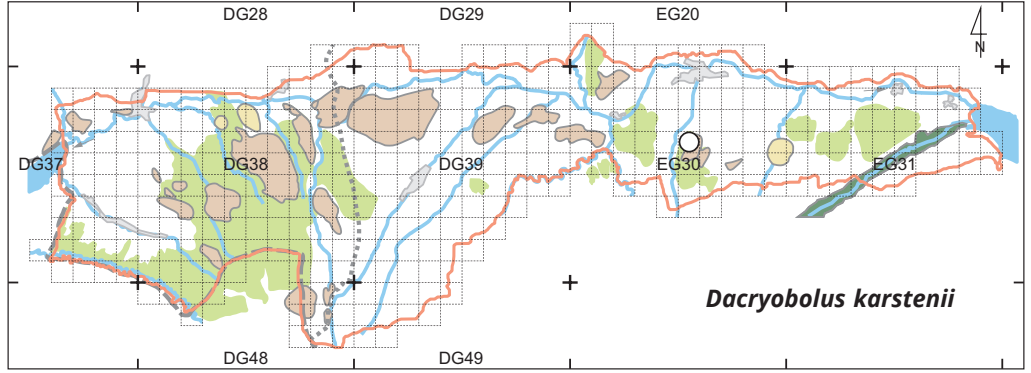 DG28 DG29 EG20
N
DG37 DG38 DG39 EG30 EG31
Dacryobolus karstenii
DG48 DG49